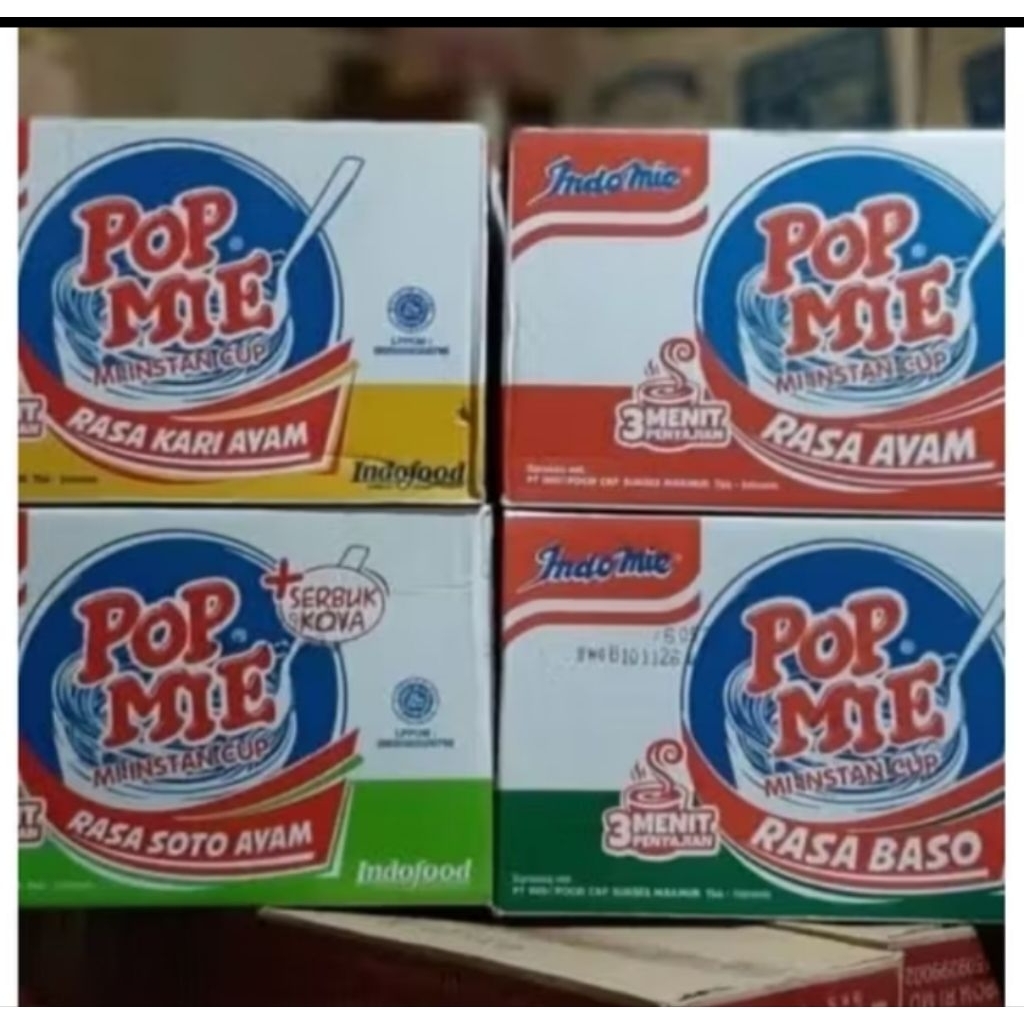 POP
MIE
MI INSTAN CUP
RASA KARI AYAM
Indofood
IndoMie
POP
MIE
MI INSTAN CUP
3 MENIT
PENYAJIAN
RASA AYAM
POP
MIE
MI INSTAN CUP
+ SERBUK
KOYA
LPPOM :
RASA SOTO AYAM
Indofood
IndoMie
POP
MIE
MI INSTAN CUP
3 MENIT
PENYAJIAN
RASA BASO